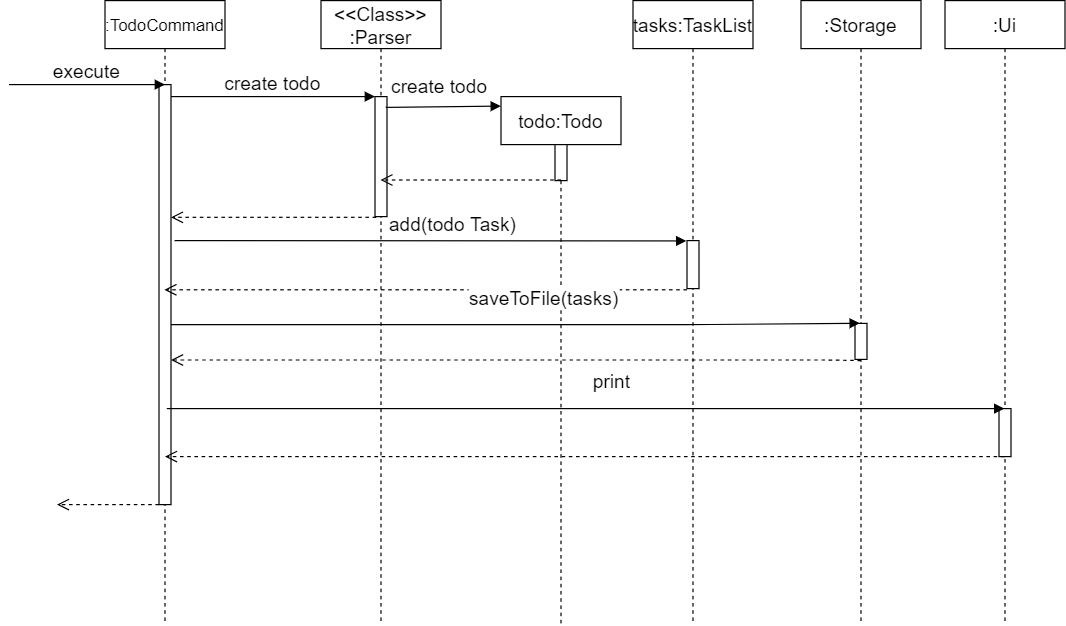 :TodoCommand
<<Class>>
:Parser
tasks:TaskList
:Storage
:Ui
execute
create todo
create todo
todo:Todo
add(todo Task)
saveToFile(tasks)
print